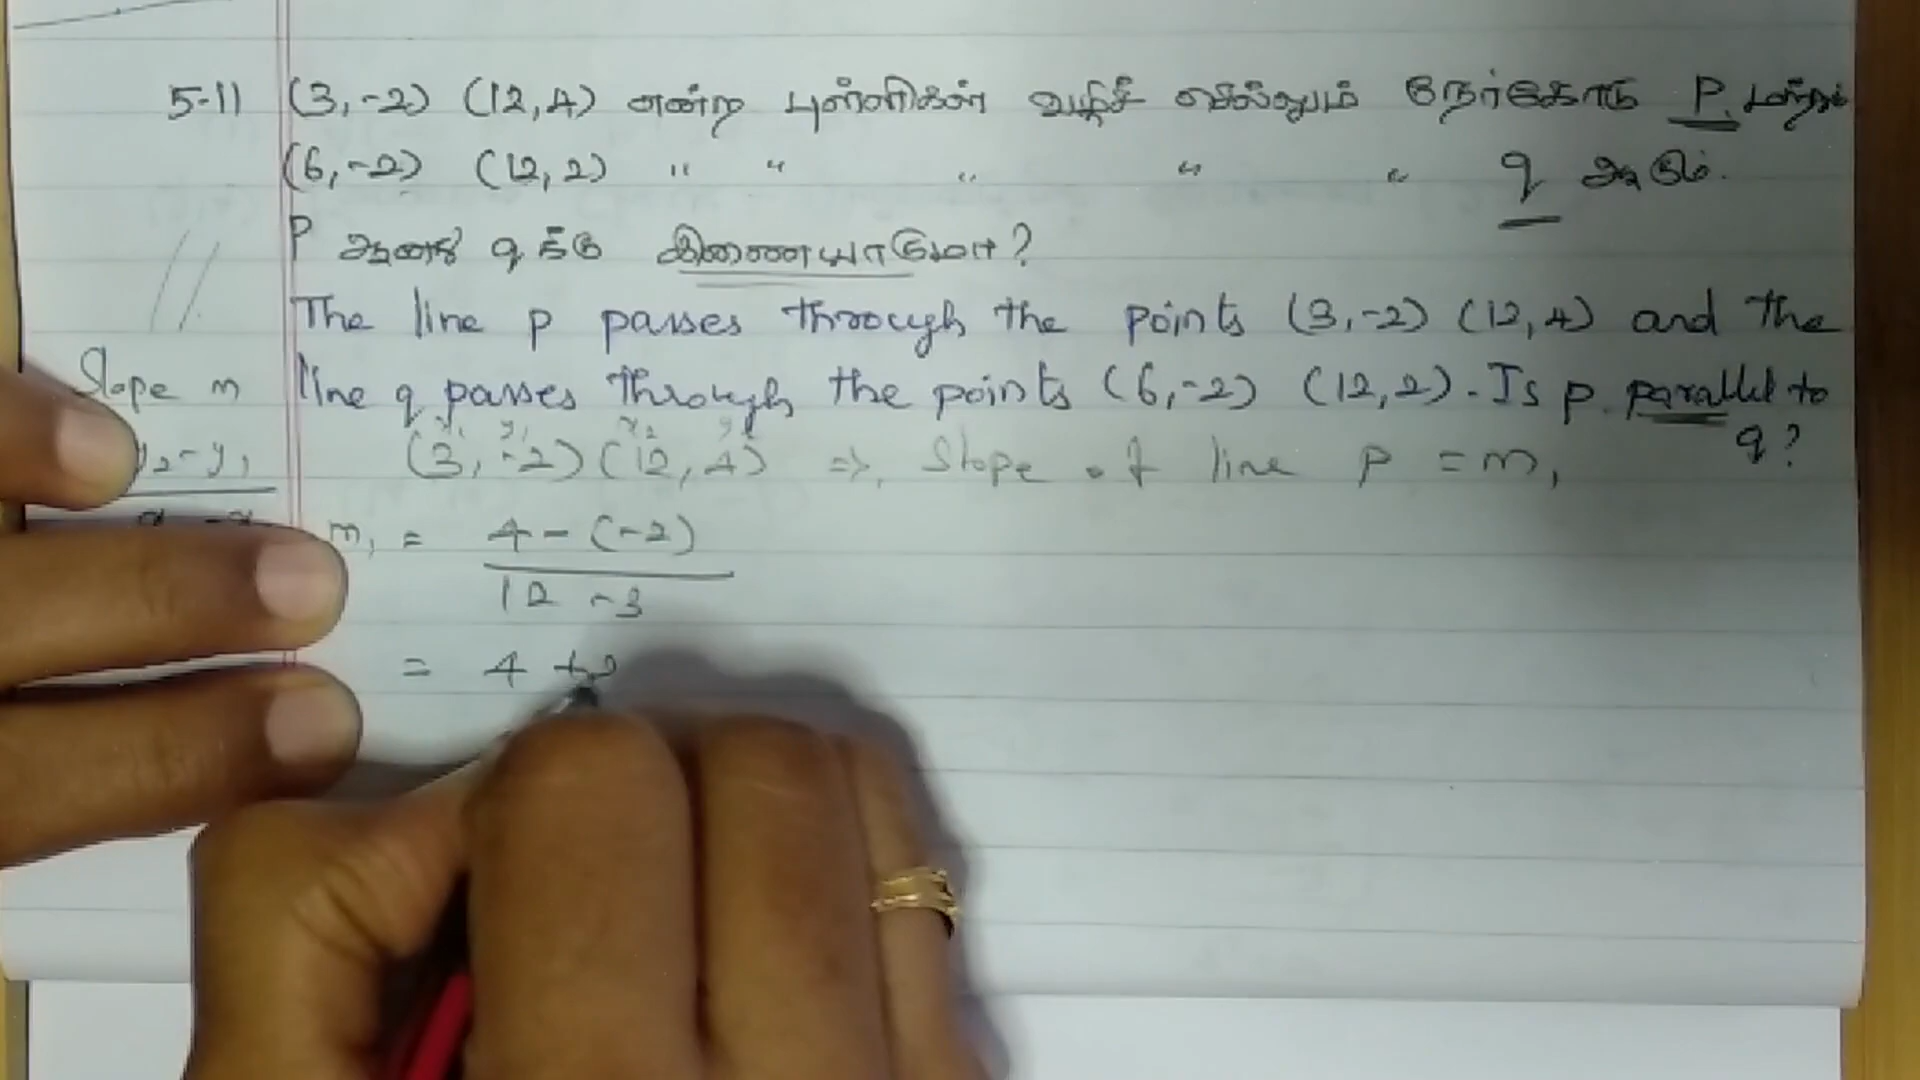 5-11 (3,-2) (12,4) என்ற புள்ளிகள் வழிச் செல்லும் நேர்கோடு P மற்றும்
(6,-2) (12,2) " " " " " q ஆகும்.
P ஆனது q க்கு இணையாகுமா?
The line p passes through the points (3,-2) (12,4) and the
line q passes through the points (6,-2) (12,2). Is p parallel to
q?
Slope m
y₂-y₁
x₁ y₁ x₂
(3,-2) (12,4) ⇒ Slope of line P = m₁
m₁ = 4-(-2)
12 -3
= 4 +2